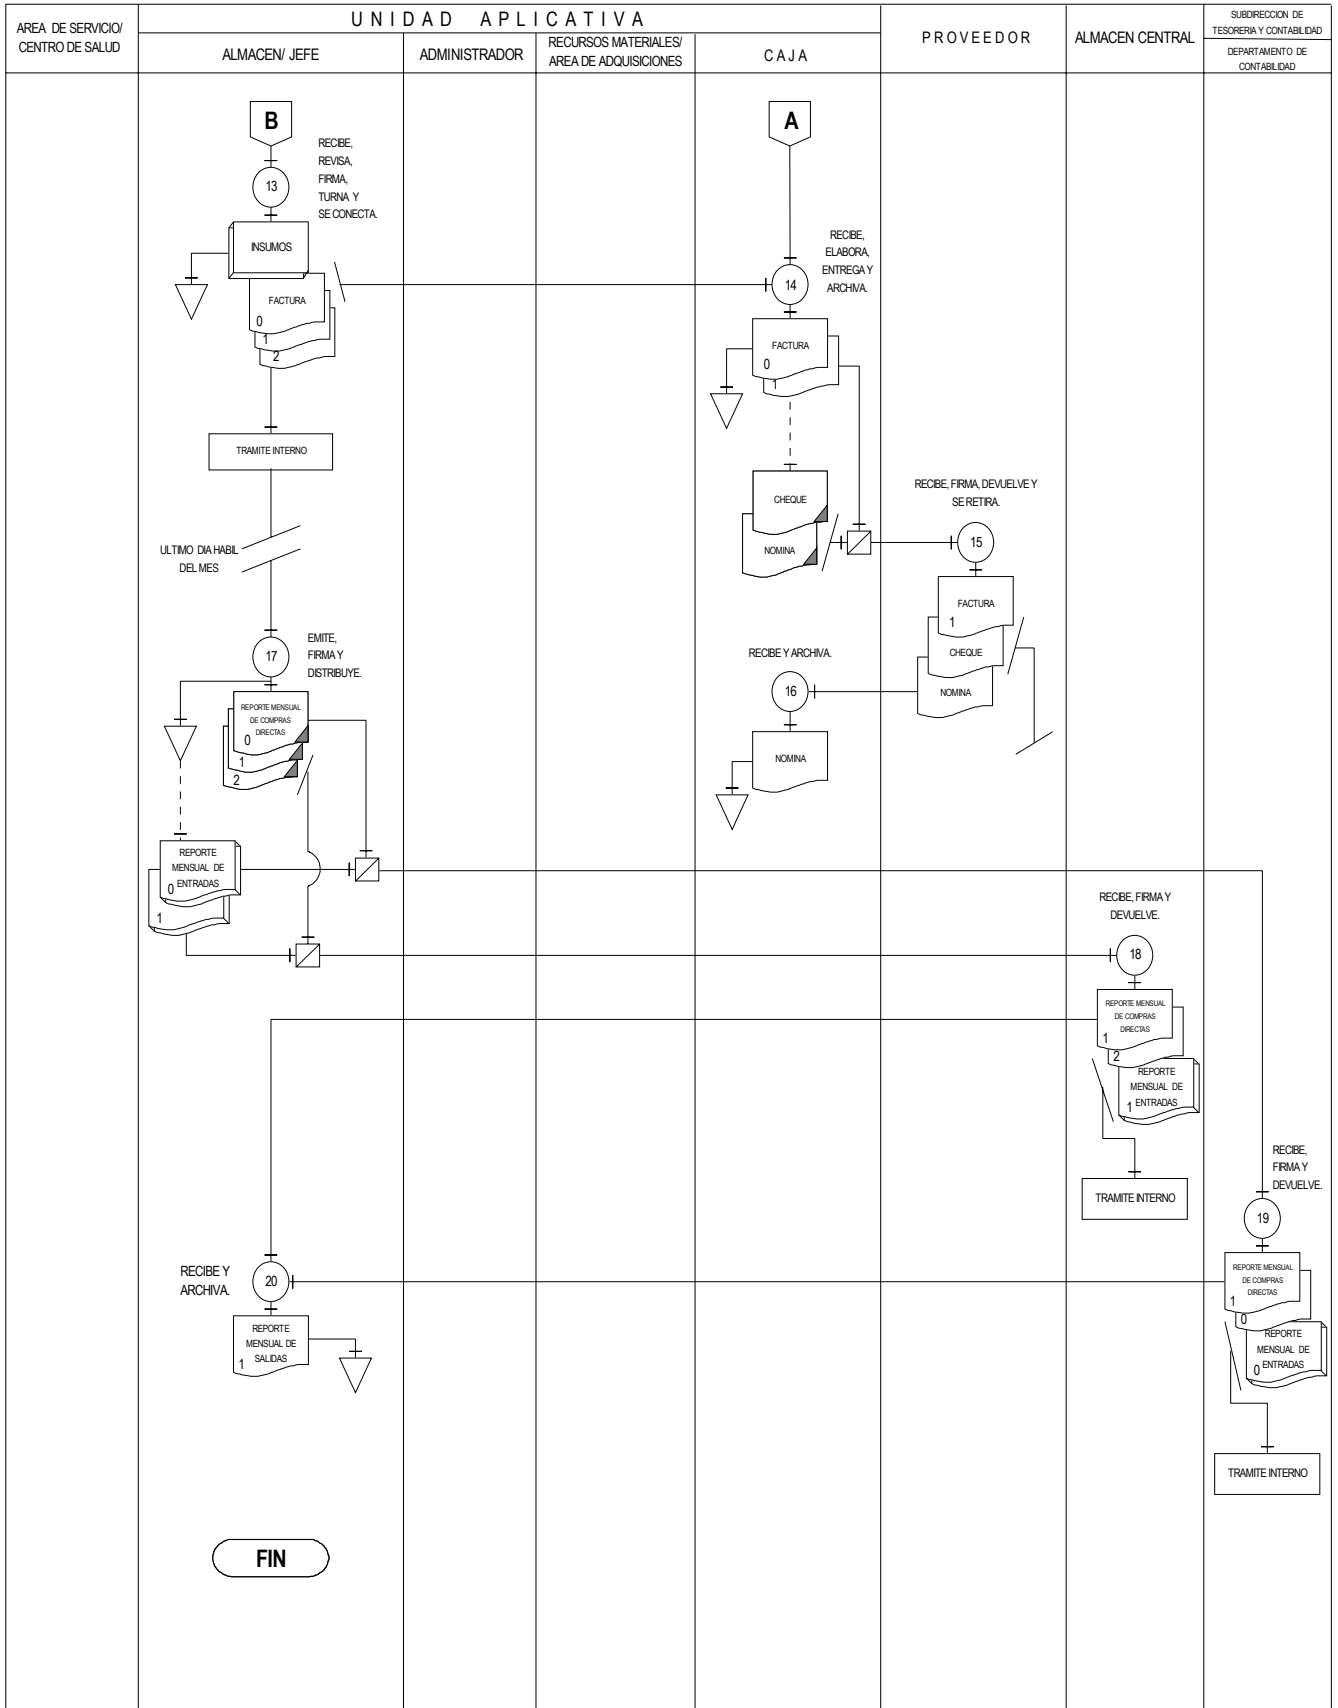 AREA DE SERVICIO/
CENTRO DE SALUD
UNIDAD APLICATIVA
ALMACEN/ JEFE
ADMINISTRADOR
RECURSOS MATERIALES/
AREA DE ADQUISICIONES
CAJA
PROVEEDOR
ALMACEN CENTRAL
SUBDIRECCION DE
TESORERIA Y CONTABILIDAD
DEPARTAMENTO DE
CONTABILIDAD
B
RECIBE,
REVISA,
FIRMA,
TURNA Y
SE CONECTA.
13
INSUMOS
FACTURA
0
1
2
A
RECIBE,
ELABORA,
ENTREGA Y
ARCHIVA.
14
FACTURA
0
1
TRAMITE INTERNO
CHEQUE
NOMINA
RECIBE, FIRMA, DEVUELVE Y
SE RETIRA.
15
FACTURA
1
CHEQUE
NOMINA
ULTIMO DIA HABIL
DEL MES
17
EMITE,
FIRMA Y
DISTRIBUYE.
REPORTE MENSUAL
DE COMPRAS
DIRECTAS
0
1
2
RECIBE Y ARCHIVA.
16
NOMINA
REPORTE
MENSUAL DE
ENTRADAS
0
1
RECIBE, FIRMA Y
DEVUELVE.
18
REPORTE MENSUAL
DE COMPRAS
DIRECTAS
1
2
REPORTE
MENSUAL DE
ENTRADAS
1
TRAMITE INTERNO
RECIBE,
FIRMA Y
DEVUELVE.
19
REPORTE MENSUAL
DE COMPRAS
DIRECTAS
1
0
REPORTE
MENSUAL DE
ENTRADAS
0
TRAMITE INTERNO
RECIBE Y
ARCHIVA.
20
REPORTE
MENSUAL DE
SALIDAS
1
FIN